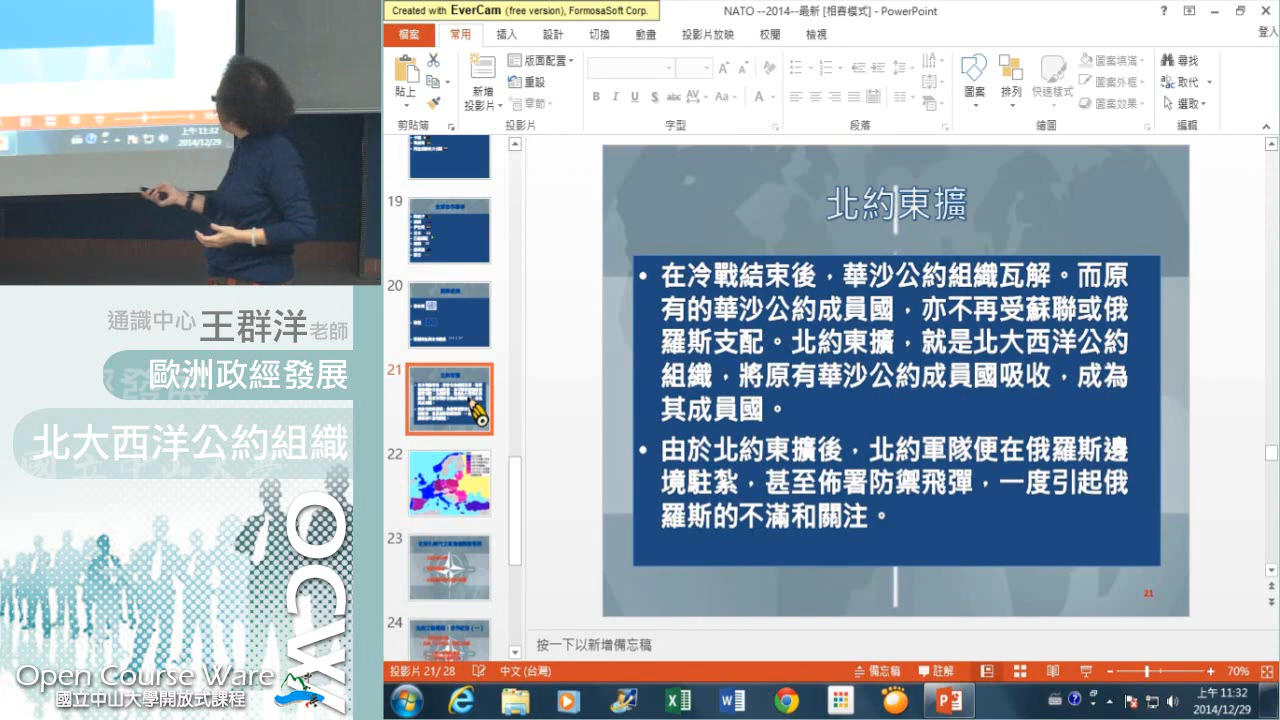 Created with EverCam (free version), FormosaSoft Corp.
NATO --2014--最新 [相容模式] - PowerPoint
檔案 常用 插入 設計 切換 動畫 投影片放映 校閱 檢視 登入
貼上
新增
投影片
版面配置
重設
章節
圖案 排列 快速樣式
圖案填滿
圖案外框
圖案效果
尋找
取代
選取
剪貼簿 投影片 字型 段落 繪圖 編輯
上午 11:32
2014/12/29
通識中心 王群洋 老師
歐洲政經發展
北大西洋公約組織
OCW
Open Course Ware
國立中山大學開放式課程
19
20
21
22
23
24
北約東擴
• 在冷戰結束後，華沙公約組織瓦解。而原
有的華沙公約成員國，亦不再受蘇聯或俄
羅斯支配。北約東擴，就是北大西洋公約
組織，將原有華沙公約成員國吸收，成為
其成員國。
• 由於北約東擴後，北約軍隊便在俄羅斯邊
境駐紮，甚至佈署防禦飛彈，一度引起俄
羅斯的不滿和關注。
21
按一下以新增備忘稿
投影片 21/28 中文 (台灣) 備忘稿 註解 70%
上午 11:32
2014/12/29